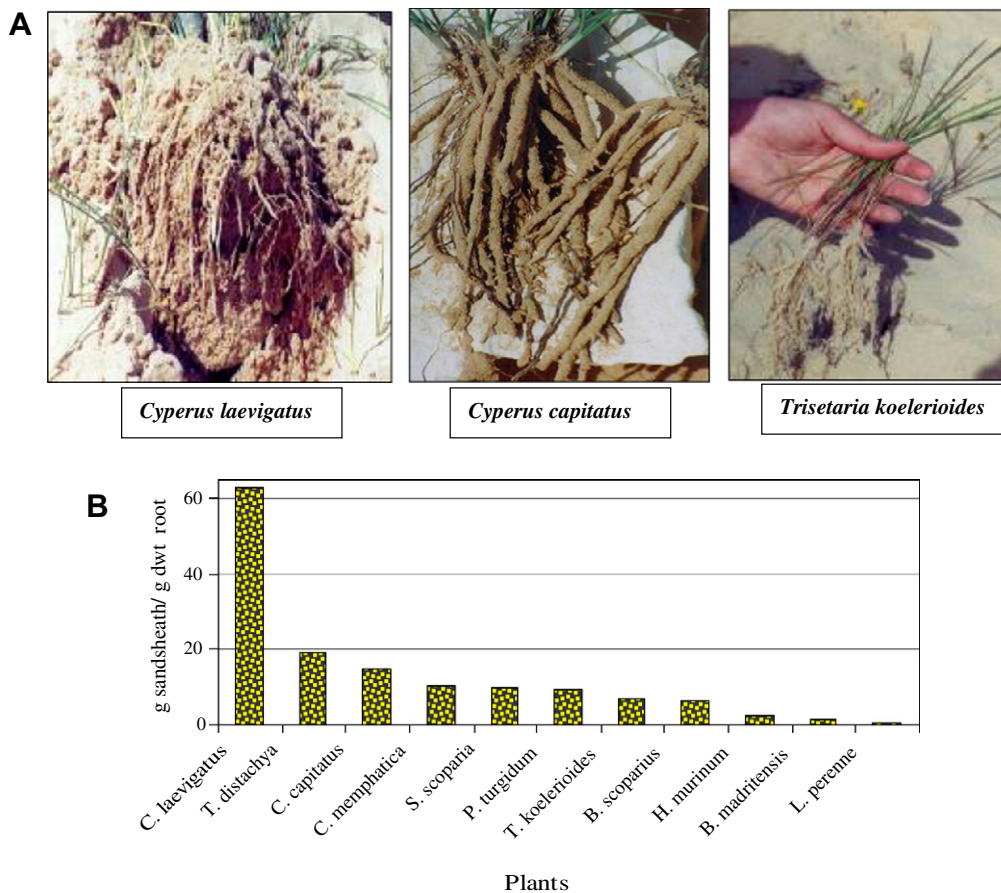 A
Cyperus laevigatus
Cyperus capitatus
Trisetaria koelerioides
B
g sandsheath/ g dwt root
60
40
20
0
C. laevigatus
T. distachya
C. capitatus
C. memphatica
S. scoparia
P. turgidum
T. koelerioides
B. scoparius
H. murinum
B. madritensis
L. perenne
Plants